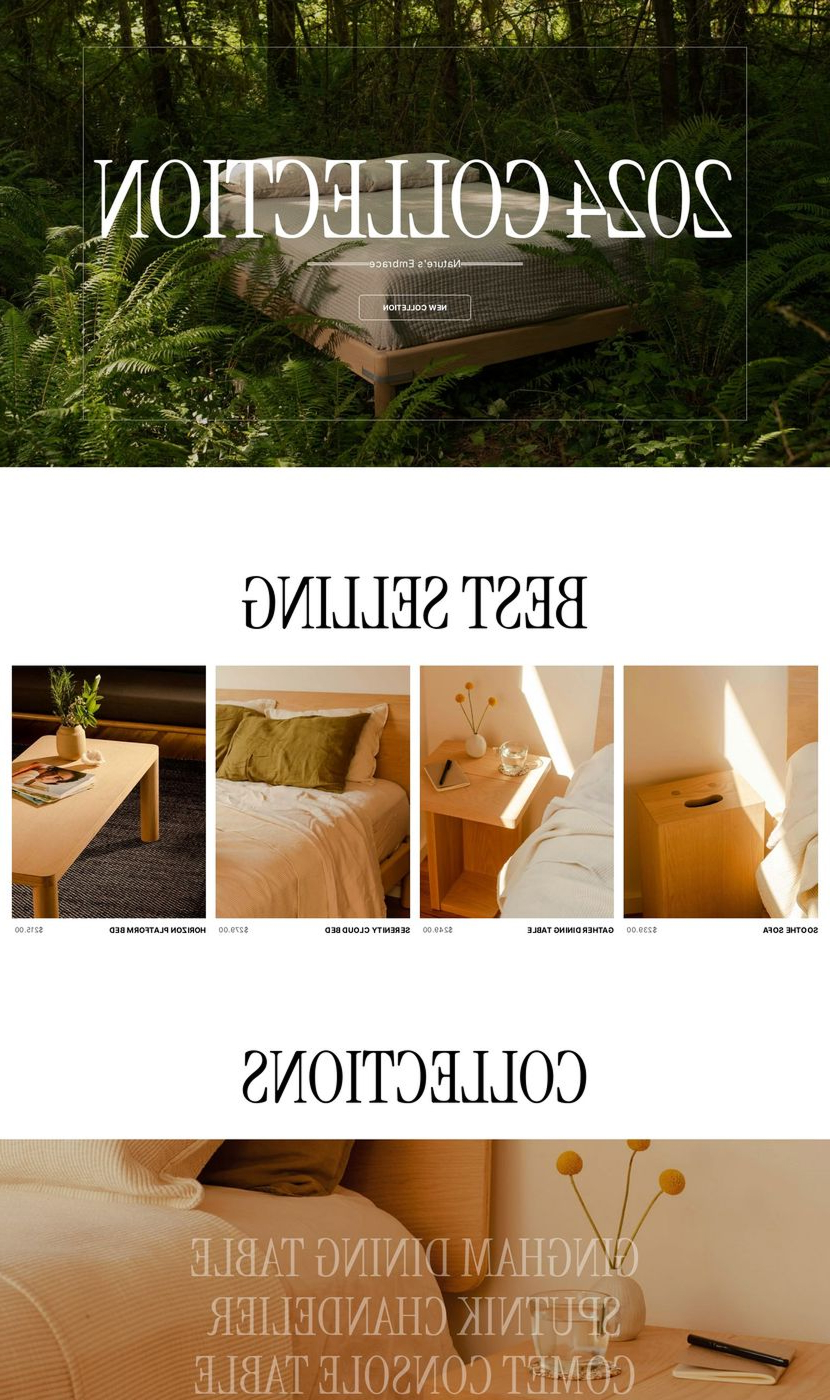 2024 COLLECTION
Nature's Embrace
NEW COLLETION
BEST SELLING
SOOTHE SOFA $239.00
GATHER DINING TABLE $249.00
SERENITY CLOUD BED $279.00
HORIZON PLATFORM BED $215.00
COLLECTIONS
GINGHAM DINING TABLE
SPUTNIK CHANDELIER
COMET CONSOLE TABLE